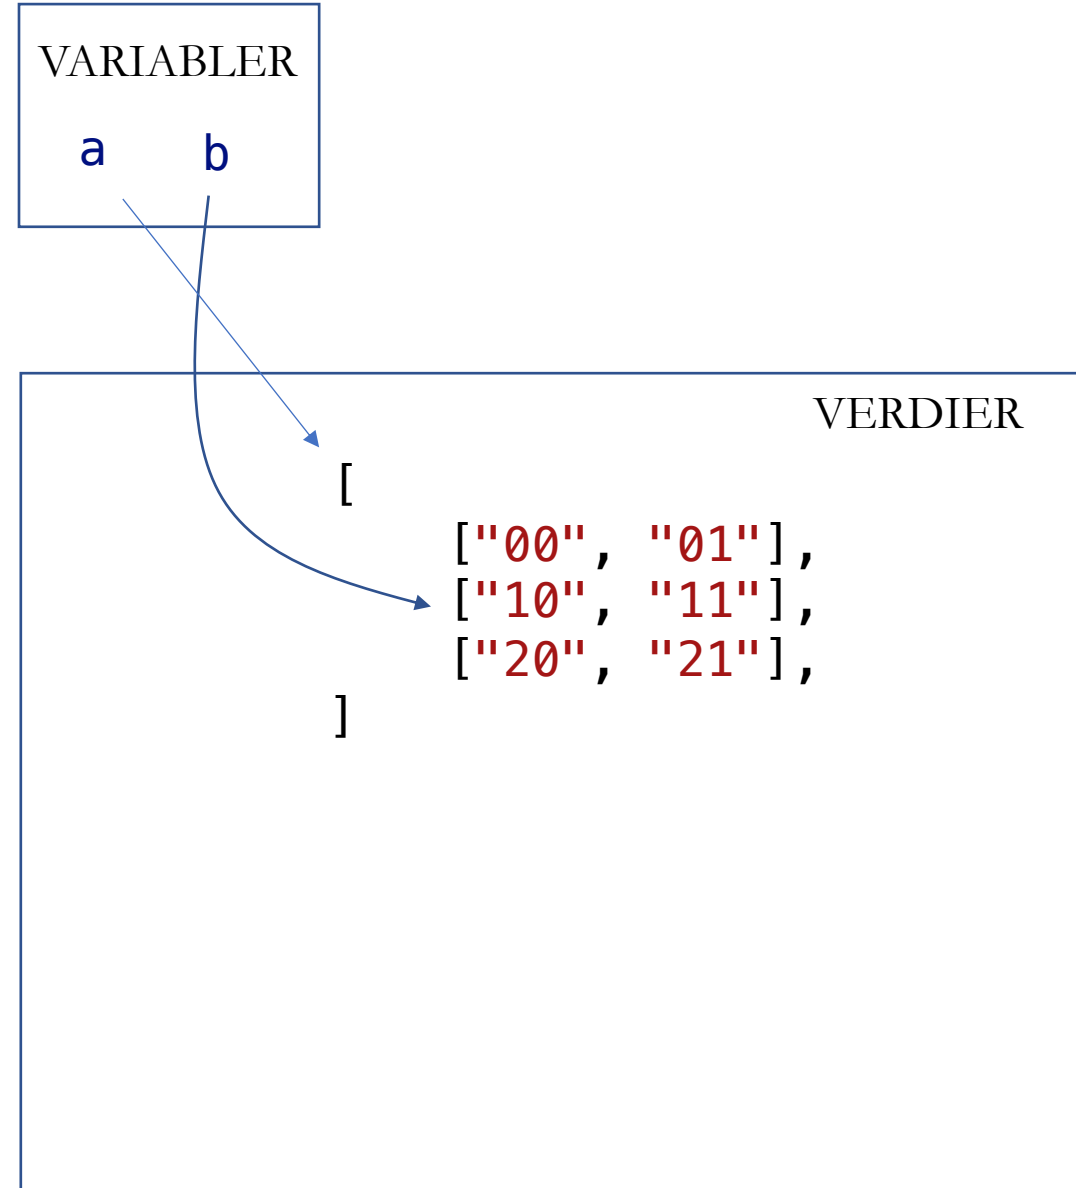 VARIABLER
a b
VERDIER
[
["00", "01"],
["10", "11"],
["20", "21"],
]